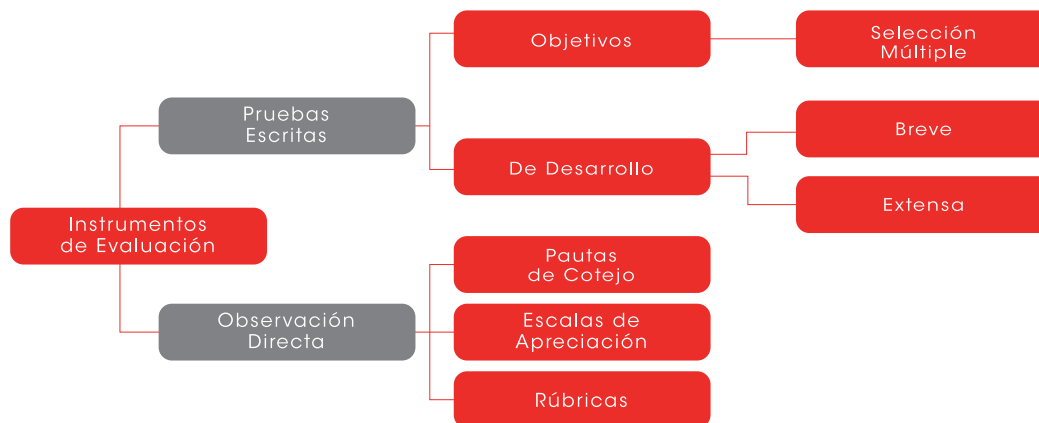 Instrumentos
de Evaluación
Pruebas
Escritas
Objetivos
Selección
Múltiple
De Desarrollo
Breve
Extensa
Observación
Directa
Pautas
de Cotejo
Escalas de
Apreciación
Rúbricas